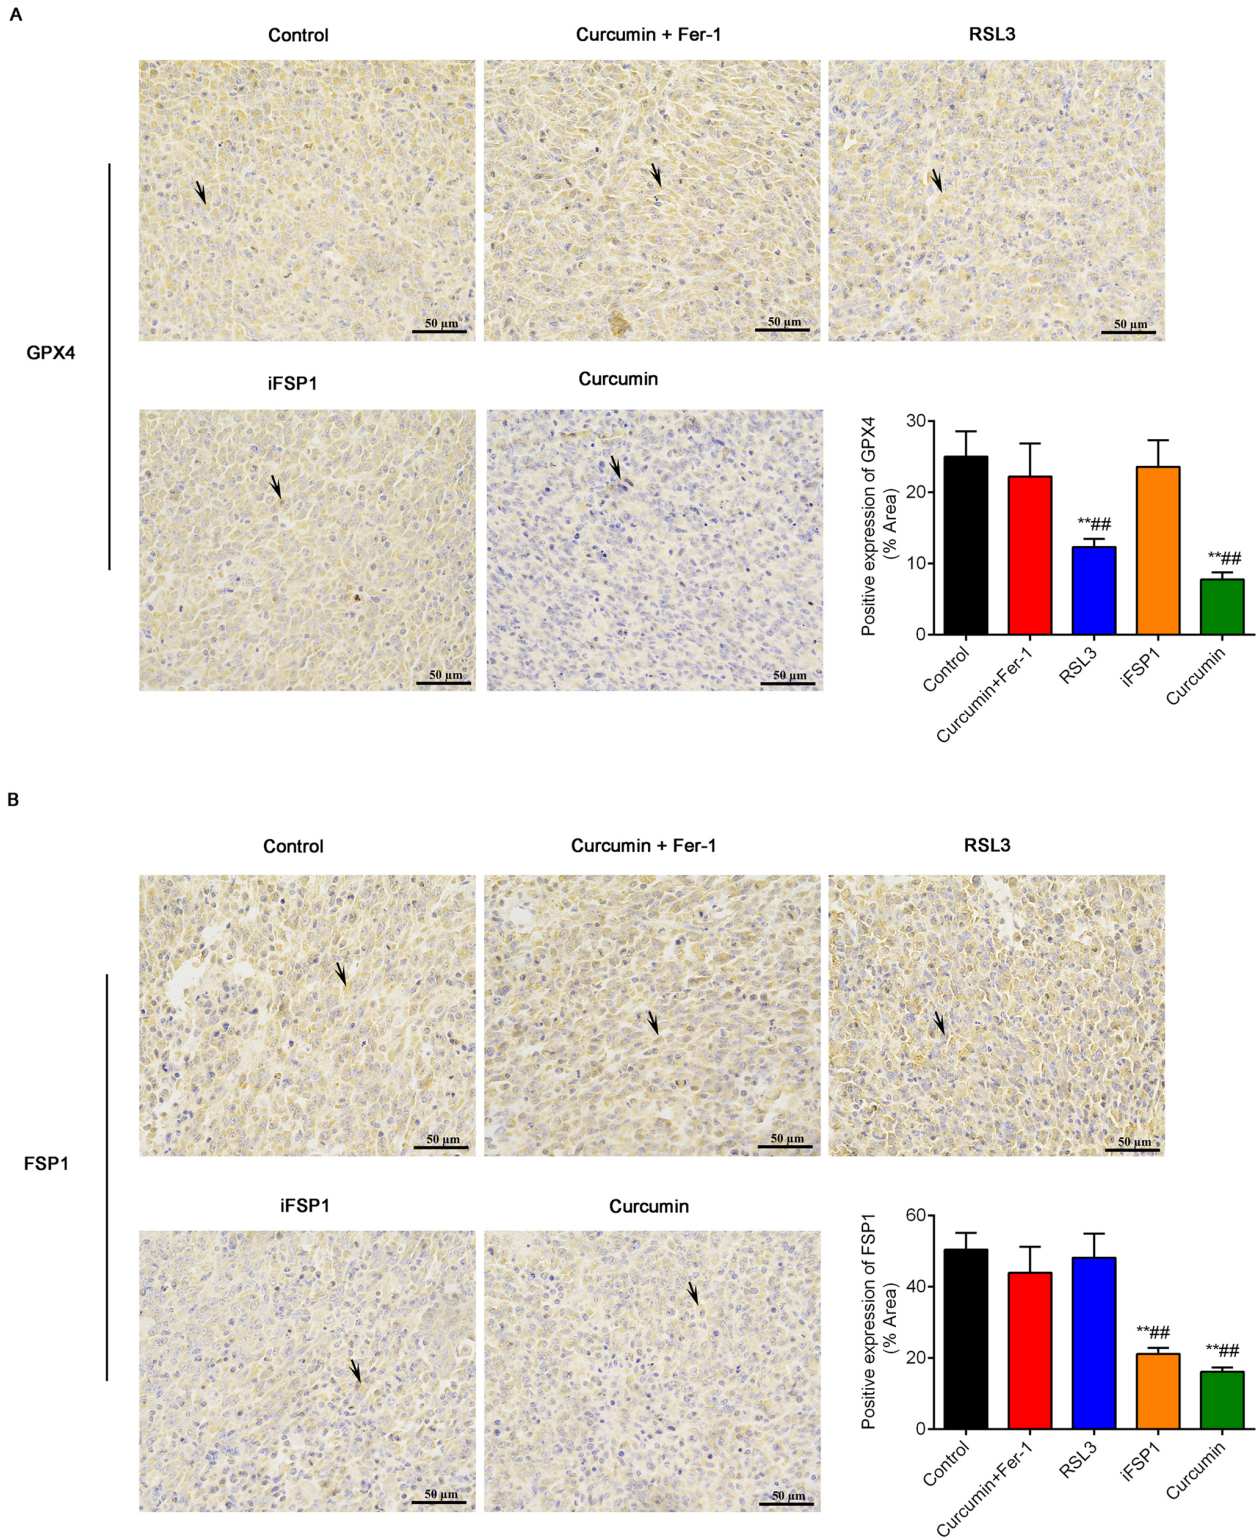 A
Control
Curcumin + Fer-1
RSL3
50 µm
50 µm
50 µm
GPX4
iFSP1
Curcumin
50 µm
50 µm
Positive expression of GPX4
(% Area)
30
20
10
0
**##
**##
Control
Curcumin+Fer-1
RSL3
iFSP1
Curcumin
B
Control
Curcumin + Fer-1
RSL3
50 µm
50 µm
50 µm
FSP1
iFSP1
Curcumin
50 µm
50 µm
Positive expression of FSP1
(% Area)
60
40
20
0
**##
**##
Control
Curcumin+Fer-1
RSL3
iFSP1
Curcumin